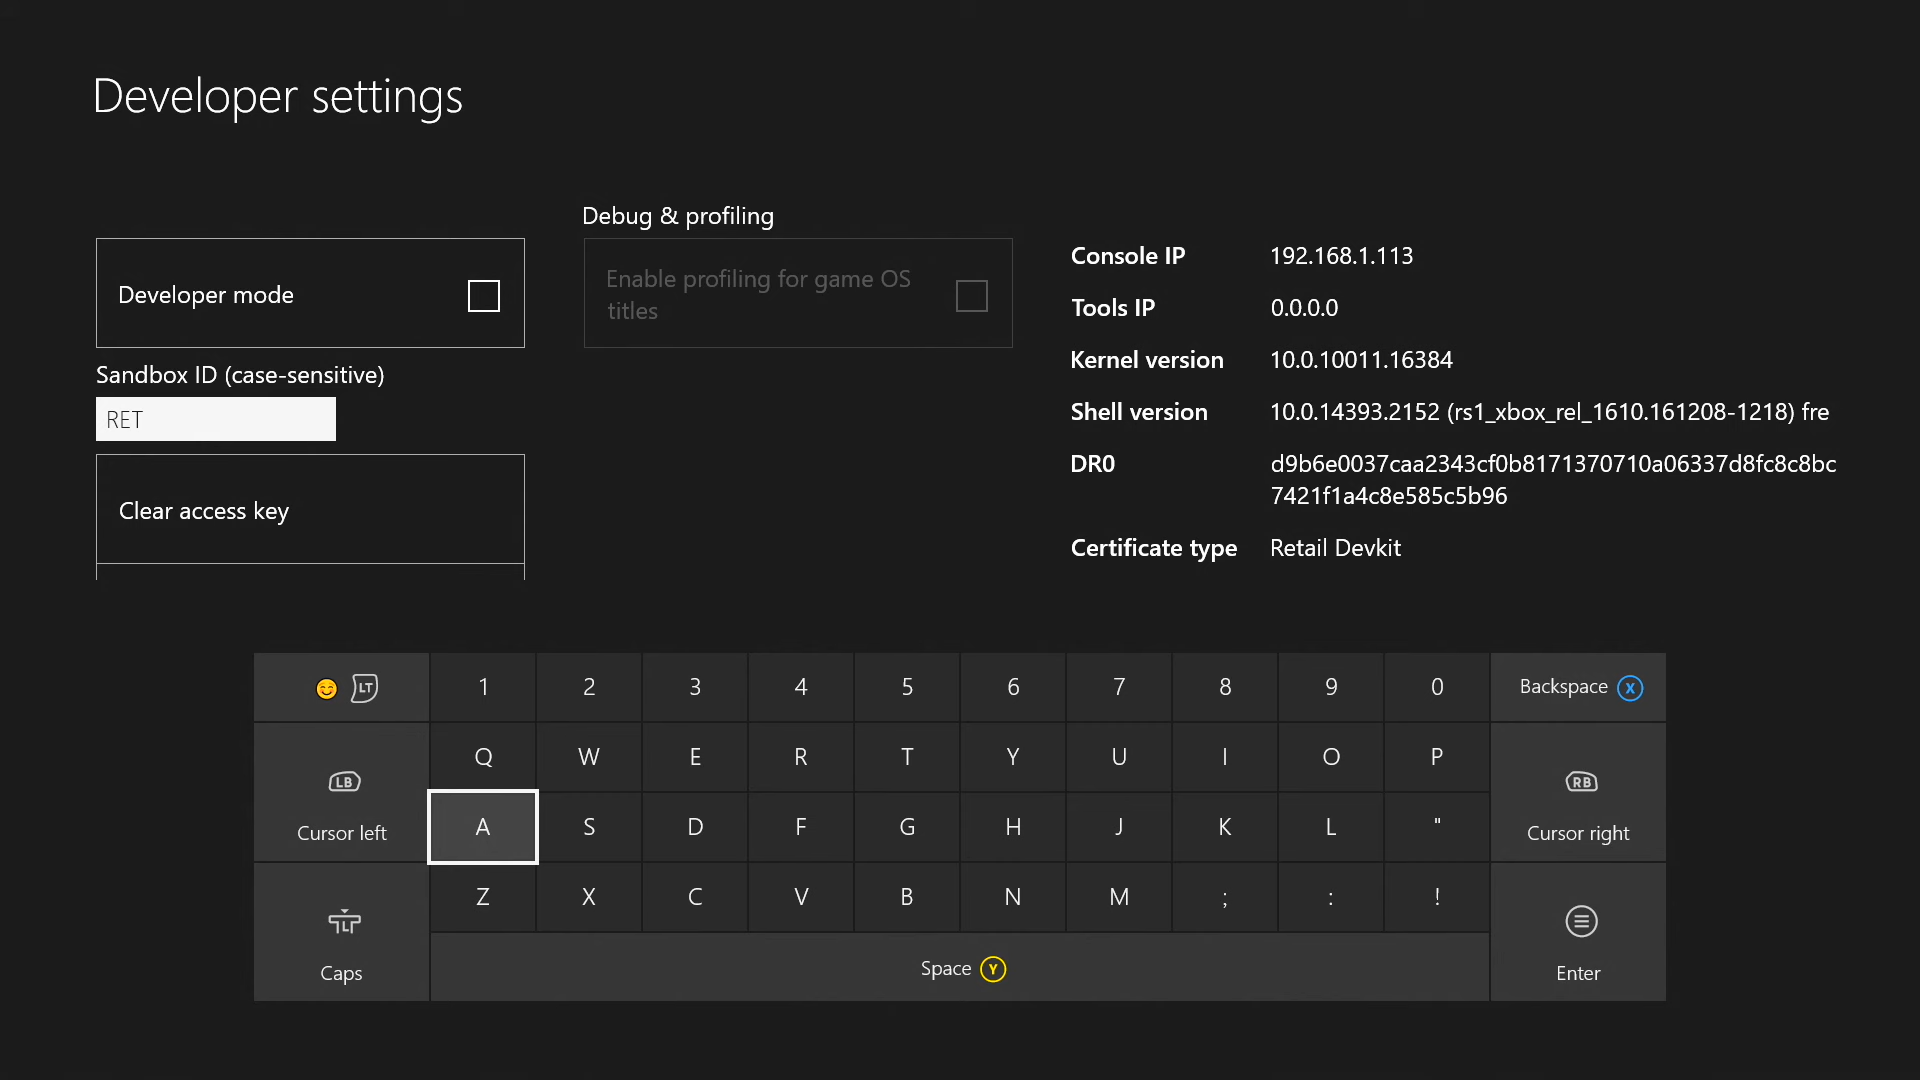 Developer settings
Developer mode
Sandbox ID (case-sensitive)
RET
Clear access key
Debug & profiling
Enable profiling for game OS
titles
Console IP 192.168.1.113
Tools IP 0.0.0.0
Kernel version 10.0.10011.16384
Shell version 10.0.14393.2152 (rs1_xbox_rel_1610.161208-1218) fre
DR0 d9b6e0037caa2343cf0b8171370710a06337d8fc8c8bc
7421f1a4c8e585c5b96
Certificate type Retail Devkit
LT 1 2 3 4 5 6 7 8 9 0 Backspace X
Q W E R T Y U I O P
LB RB
Cursor left A S D F G H J K L " Cursor right
Z X C V B N M ; : !
Caps Space Y Enter